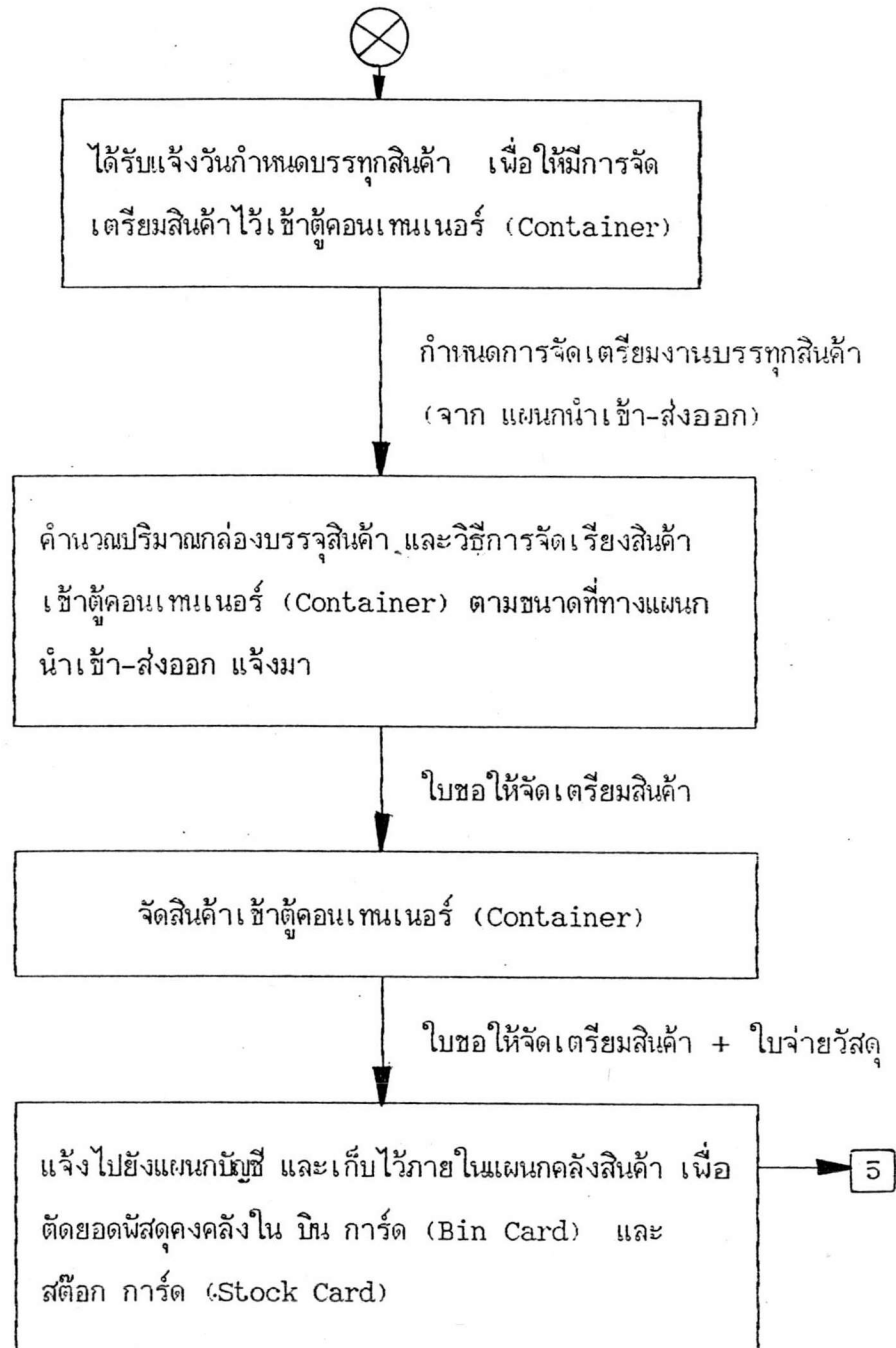 ได้รับแจ้งวันกำหนดบรรทุกสินค้า เพื่อให้มีการจัด
เตรียมสินค้าไว้เข้าตู้คอนเทนเนอร์ (Container)
กำหนดการจัดเตรียมงานบรรทุกสินค้า
(จาก แผนกนำเข้า-ส่งออก)
คำนวณปริมาณกล่องบรรจุสินค้า และวิธีการจัดเรียงสินค้า
เข้าตู้คอนเทนเนอร์ (Container) ตามขนาดที่ทางแผนก
นำเข้า-ส่งออก แจ้งมา
ใบขอให้จัดเตรียมสินค้า
จัดสินค้าเข้าตู้คอนเทนเนอร์ (Container)
ใบขอให้จัดเตรียมสินค้า + ใบจ่ายวัสดุ
แจ้งไปยังแผนกบัญชี และเก็บไว้ภายในแผนกคลังสินค้า เพื่อ
ตัดยอดพัสดุคงคลังใน บิน การ์ด (Bin Card) และ
สต๊อก การ์ด (Stock Card)